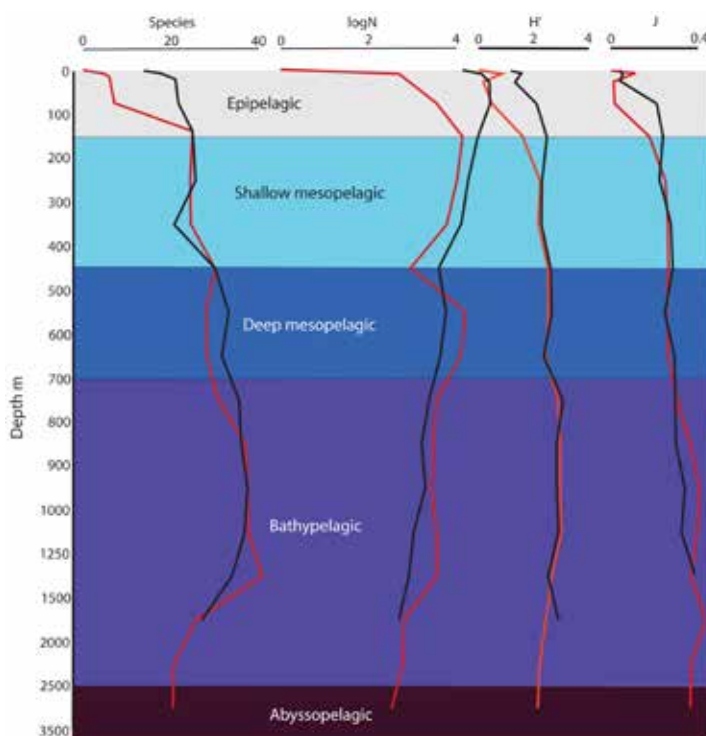 Species logN H' J
0 20 40 0 2 4 0 2 4 0 0.4
0
100
200
300
400
500
600
700
800
900
1000
1250
1500
2000
2500
3500
Depth m
Epipelagic
Shallow mesopelagic
Deep mesopelagic
Bathypelagic
Abyssopelagic